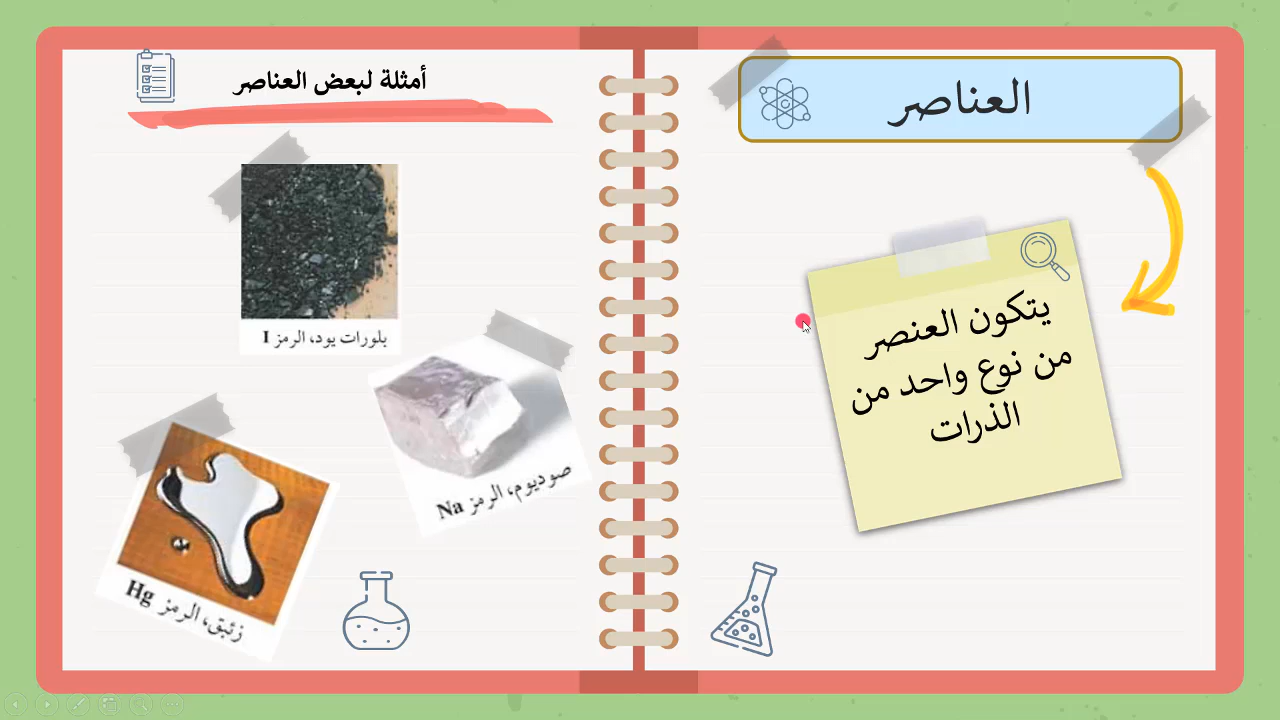 العناصر
يتكون العنصر
من نوع واحد من
الذرات
أمثلة لبعض العناصر
بلورات يود، الرمز I
صوديوم، الرمز Na
زئبق، الرمز Hg